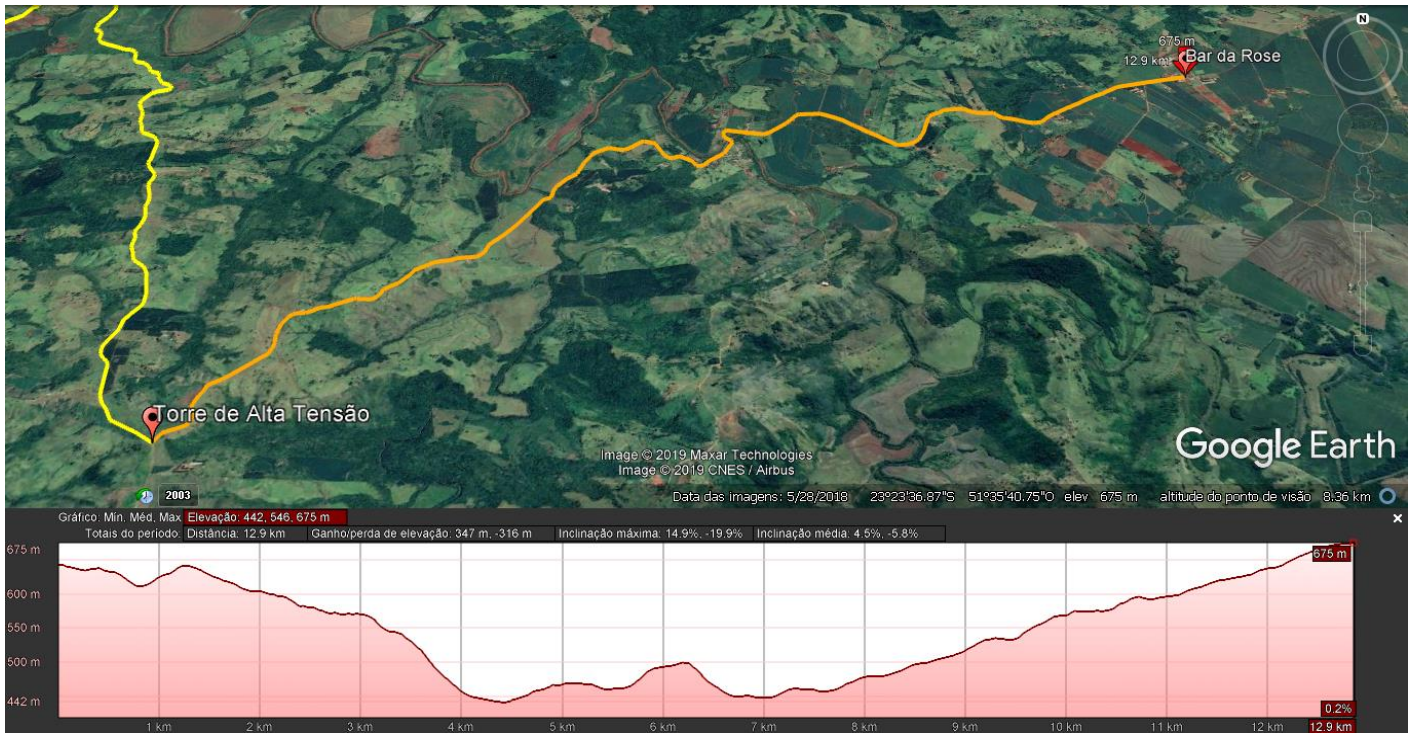 N
675 m
12.9 km
Bar da Rose
Torre de Alta Tensão
Image © 2019 Maxar Technologies
Image © 2019 CNES / Airbus
Google Earth
2003
Data das imagens: 5/28/2018 23°23'36.87"S 51°35'40.75"O elev 675 m altitude do ponto de visão 8.36 km
Gráfico: Mín, Méd, Máx Elevação: 442, 546, 675 m
Totais do período: Distância: 12.9 km Ganho/perda de elevação: 347 m, -316 m Inclinação máxima: 14.9%, -19.9% Inclinação média: 4.5%, -5.8%
675 m
675 m
600 m
550 m
500 m
442 m
0.2%
1 km 2 km 3 km 4 km 5 km 6 km 7 km 8 km 9 km 10 km 11 km 12 km 12.9 km